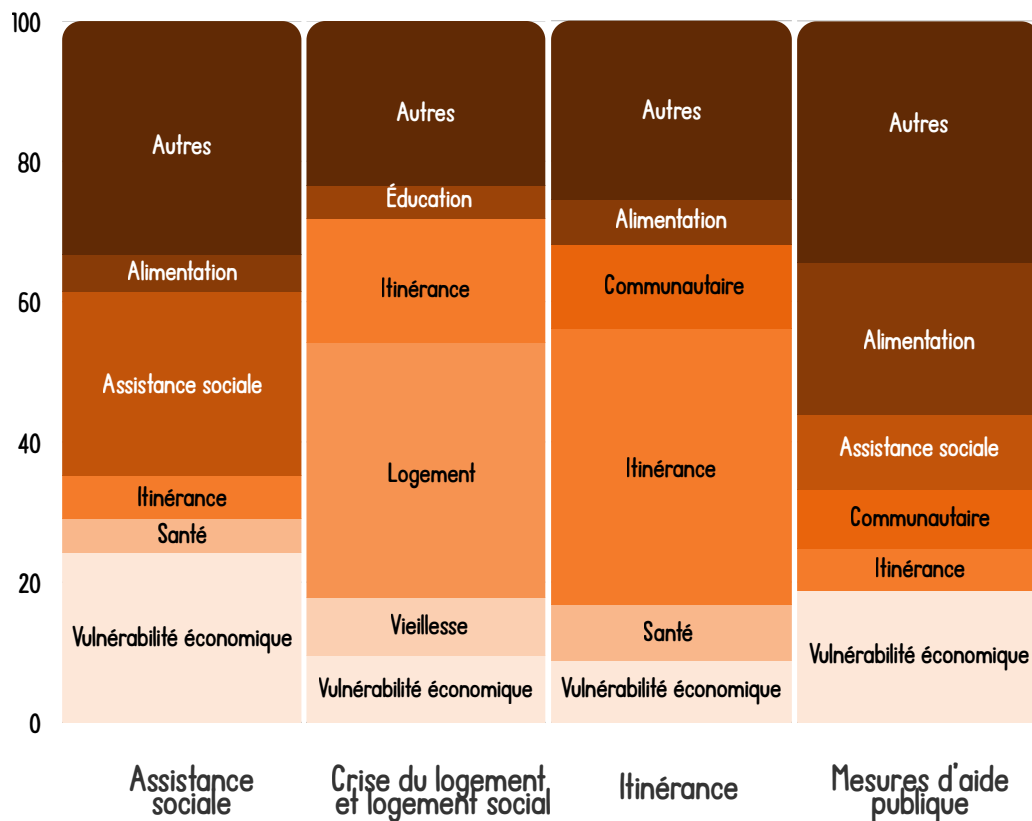 100
80
60
40
20
0
Autres
Alimentation
Assistance sociale
Itinérance
Santé
Vulnérabilité économique
Autres
Éducation
Itinérance
Logement
Vieillesse
Vulnérabilité économique
Autres
Alimentation
Communautaire
Itinérance
Santé
Vulnérabilité économique
Autres
Alimentation
Assistance sociale
Communautaire
Itinérance
Vulnérabilité économique
Assistance
sociale
Crise du logement
et logement social
Itinérance
Mesures d'aide
publique